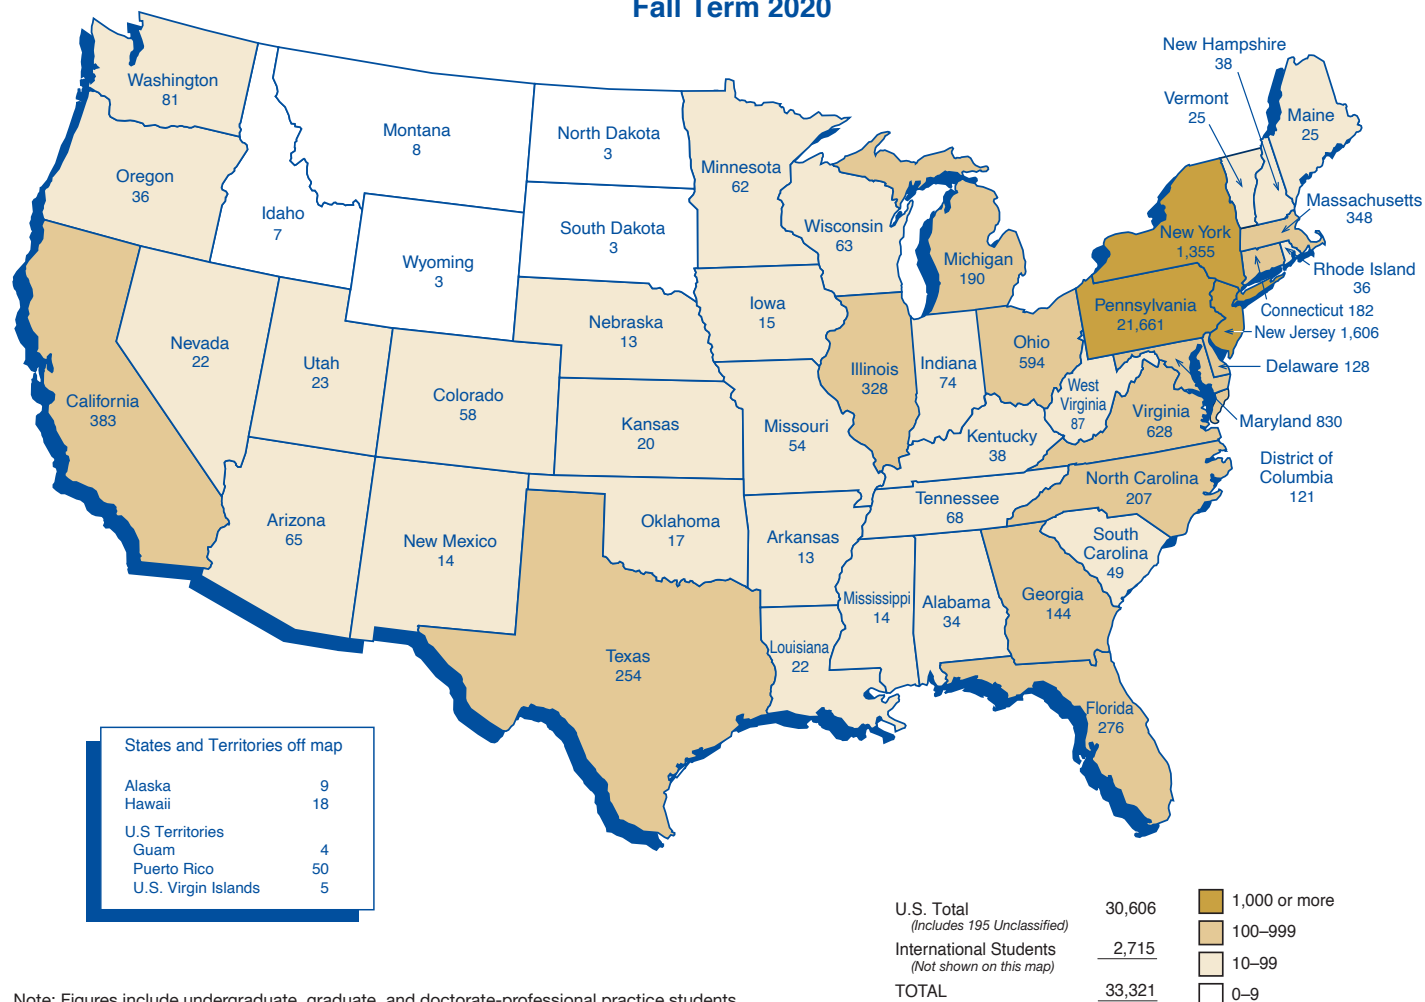 Fall Term 2020
Washington
81
Oregon
36
Idaho
7
Montana
8
Wyoming
3
North Dakota
3
South Dakota
3
Nebraska
13
Minnesota
62
Wisconsin
63
Iowa
15
Michigan
190
Nevada
22
Utah
23
Colorado
58
Kansas
20
Missouri
54
Illinois
328
Indiana
74
Ohio
594
West
Virginia
87
Kentucky
38
Tennessee
68
California
383
Arizona
65
New Mexico
14
Oklahoma
17
Arkansas
13
Texas
254
Louisiana
22
Mississippi
14
Alabama
34
Georgia
144
Florida
276
South
Carolina
49
North Carolina
207
Virginia
628
Pennsylvania
21,661
New York
1,355
New Hampshire
38
Vermont
25
Maine
25
Massachusetts
348
Rhode Island
36
Connecticut 182
New Jersey 1,606
Delaware 128
Maryland 830
District of
Columbia
121
States and Territories off map
Alaska 9
Hawaii 18
U.S Territories
Guam 4
Puerto Rico 50
U.S. Virgin Islands 5
U.S. Total 30,606
(Includes 195 Unclassified)
International Students 2,715
(Not shown on this map)
TOTAL 33,321
1,000 or more
100–999
10–99
0–9
Note: Figures include undergraduate, graduate, and doctorate-professional practice students